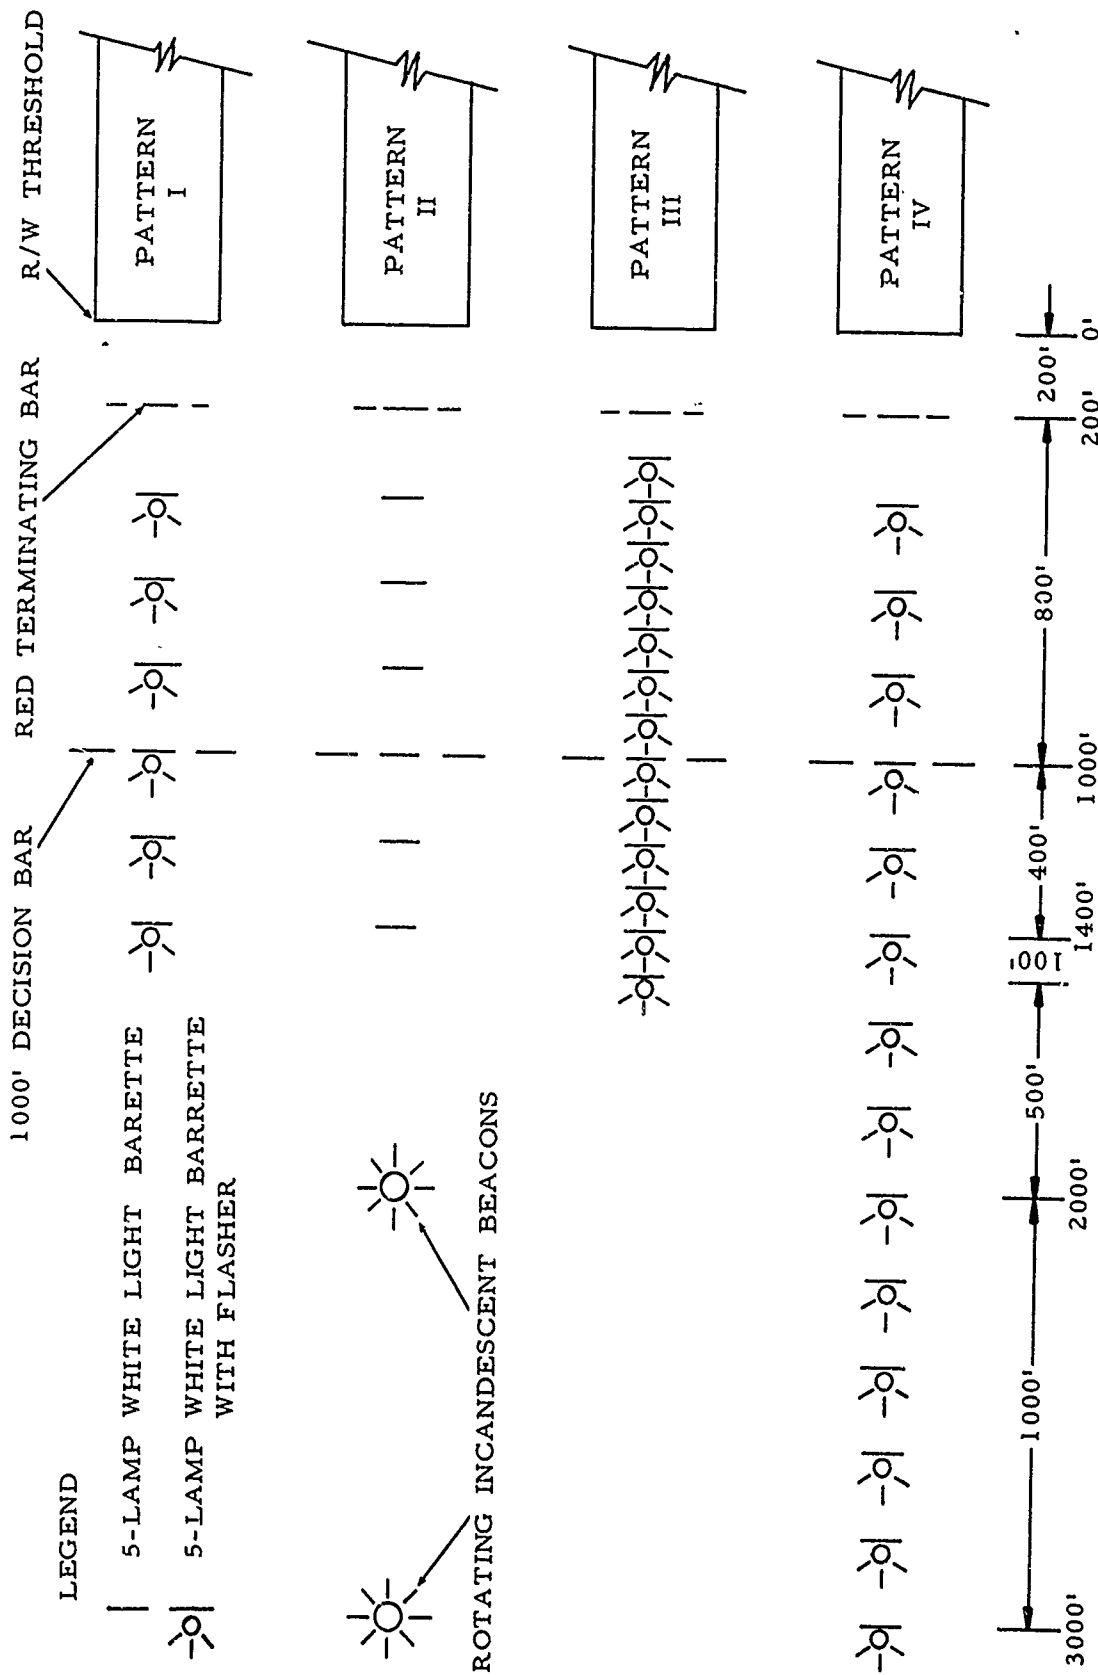 1000' DECISION BAR
RED TERMINATING BAR
R/W THRESHOLD
LEGEND
5-LAMP WHITE LIGHT BARETTE
5-LAMP WHITE LIGHT BARRETTE
WITH FLASHER
PATTERN
I
ROTATING INCANDESCENT BEACONS
PATTERN
II
PATTERN
III
PATTERN
IV
1000'
500'
100'
400'
800'
200'
3000'
2000'
1400'
1000'
200'
0'